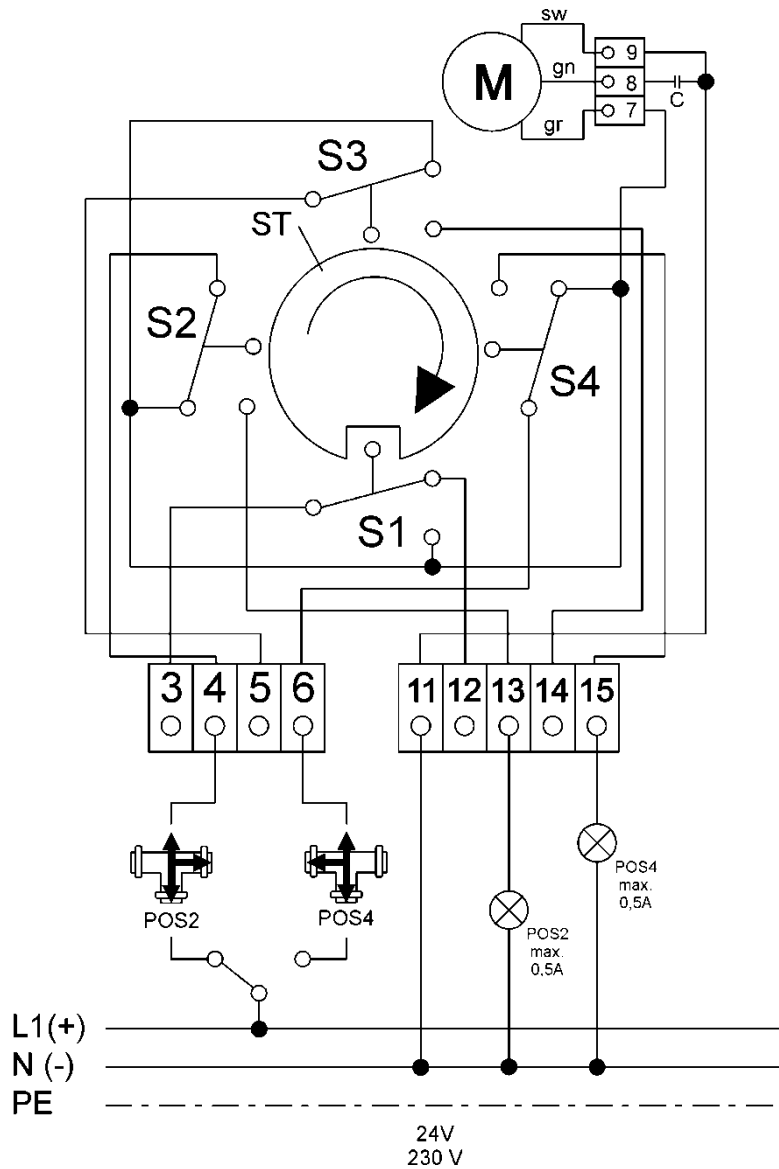 sw
M
gn
gr
9
8
7
C
S3
ST
S2
S4
S1
3 4 5 6
11 12 13 14 15
POS2
POS4
POS4
max.
0,5A
POS2
max.
0,5A
L1(+)
N (-)
PE
24V
230 V